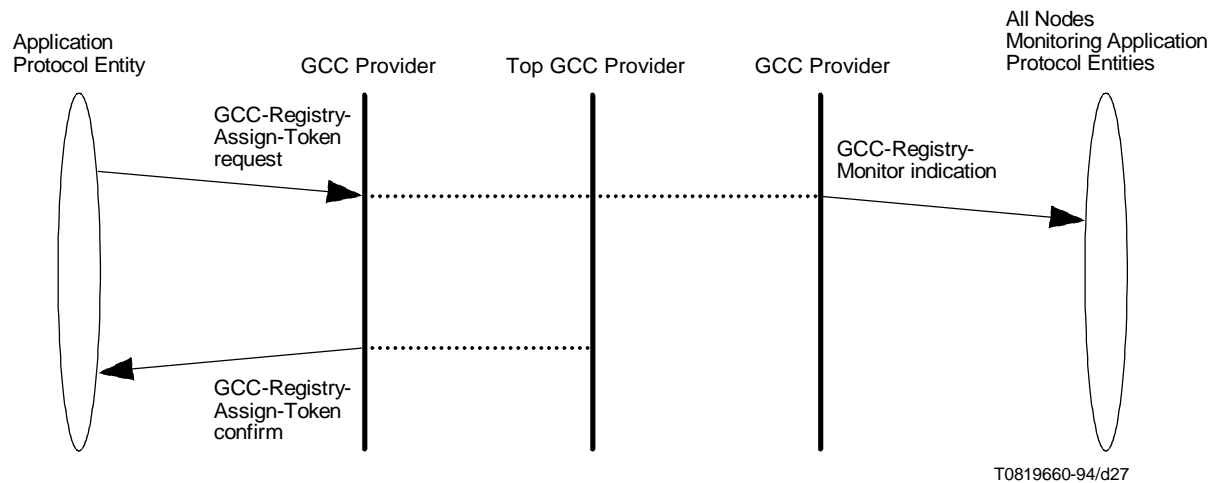 Application
Protocol Entity
GCC Provider
Top GCC Provider
GCC Provider
All Nodes
Monitoring Application
Protocol Entities
GCC-Registry-
Assign-Token
request
GCC-Registry-
Monitor indication
GCC-Registry-
Assign-Token
confirm
T0819660-94/d27